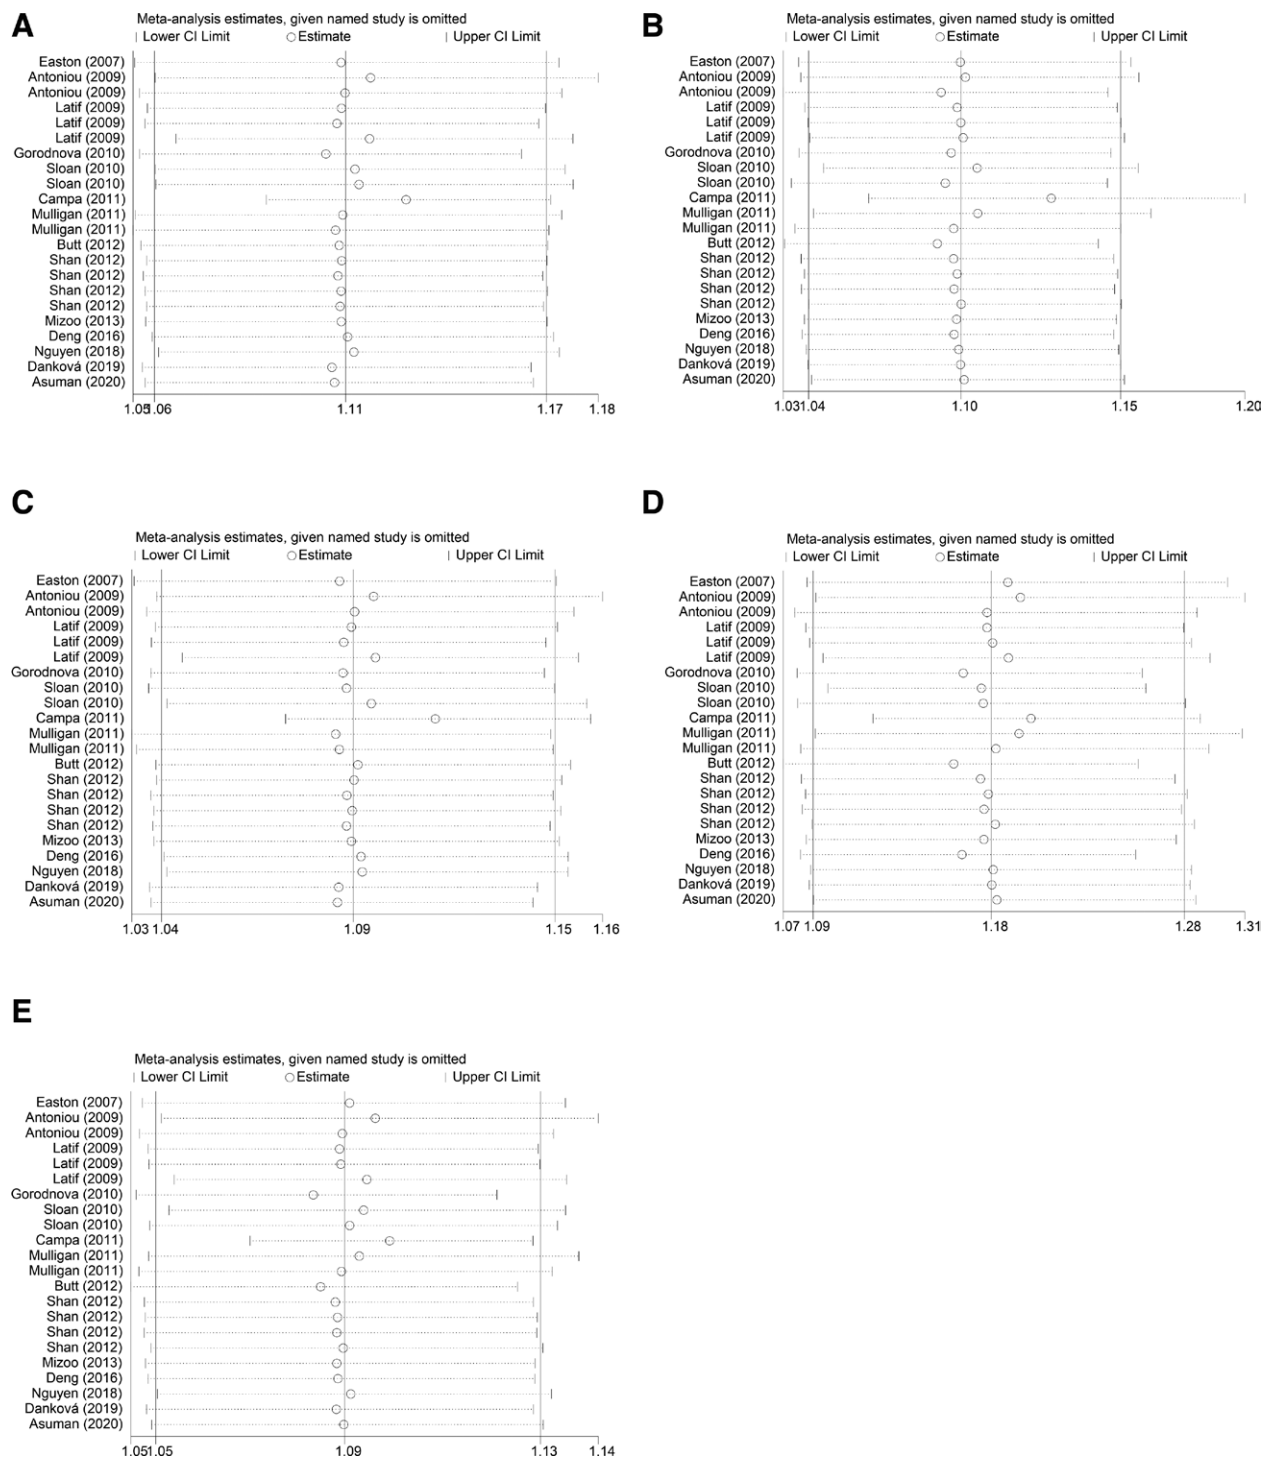 A
Meta-analysis estimates, given named study is omitted
Lower CI Limit Estimate Upper CI Limit
Easton (2007)
Antoniou (2009)
Antoniou (2009)
Latif (2009)
Latif (2009)
Latif (2009)
Gorodnova (2010)
Sloan (2010)
Sloan (2010)
Campa (2011)
Mulligan (2011)
Mulligan (2011)
Butt (2012)
Shan (2012)
Shan (2012)
Shan (2012)
Shan (2012)
Mizoo (2013)
Deng (2016)
Nguyen (2018)
Danková (2019)
Asuman (2020)
1.05 1.06 1.11 1.17 1.18
B
Meta-analysis estimates, given named study is omitted
Lower CI Limit Estimate Upper CI Limit
Easton (2007)
Antoniou (2009)
Antoniou (2009)
Latif (2009)
Latif (2009)
Latif (2009)
Gorodnova (2010)
Sloan (2010)
Sloan (2010)
Campa (2011)
Mulligan (2011)
Mulligan (2011)
Butt (2012)
Shan (2012)
Shan (2012)
Shan (2012)
Shan (2012)
Mizoo (2013)
Deng (2016)
Nguyen (2018)
Danková (2019)
Asuman (2020)
1.03 1.04 1.10 1.15 1.20
C
Meta-analysis estimates, given named study is omitted
Lower CI Limit Estimate Upper CI Limit
Easton (2007)
Antoniou (2009)
Antoniou (2009)
Latif (2009)
Latif (2009)
Latif (2009)
Gorodnova (2010)
Sloan (2010)
Sloan (2010)
Campa (2011)
Mulligan (2011)
Mulligan (2011)
Butt (2012)
Shan (2012)
Shan (2012)
Shan (2012)
Shan (2012)
Mizoo (2013)
Deng (2016)
Nguyen (2018)
Danková (2019)
Asuman (2020)
1.03 1.04 1.09 1.15 1.16
D
Meta-analysis estimates, given named study is omitted
Lower CI Limit Estimate Upper CI Limit
Easton (2007)
Antoniou (2009)
Antoniou (2009)
Latif (2009)
Latif (2009)
Latif (2009)
Gorodnova (2010)
Sloan (2010)
Sloan (2010)
Campa (2011)
Mulligan (2011)
Mulligan (2011)
Butt (2012)
Shan (2012)
Shan (2012)
Shan (2012)
Shan (2012)
Mizoo (2013)
Deng (2016)
Nguyen (2018)
Danková (2019)
Asuman (2020)
1.07 1.09 1.18 1.28 1.31
E
Meta-analysis estimates, given named study is omitted
Lower CI Limit Estimate Upper CI Limit
Easton (2007)
Antoniou (2009)
Antoniou (2009)
Latif (2009)
Latif (2009)
Latif (2009)
Gorodnova (2010)
Sloan (2010)
Sloan (2010)
Campa (2011)
Mulligan (2011)
Mulligan (2011)
Butt (2012)
Shan (2012)
Shan (2012)
Shan (2012)
Shan (2012)
Mizoo (2013)
Deng (2016)
Nguyen (2018)
Danková (2019)
Asuman (2020)
1.05 1.05 1.09 1.13 1.14